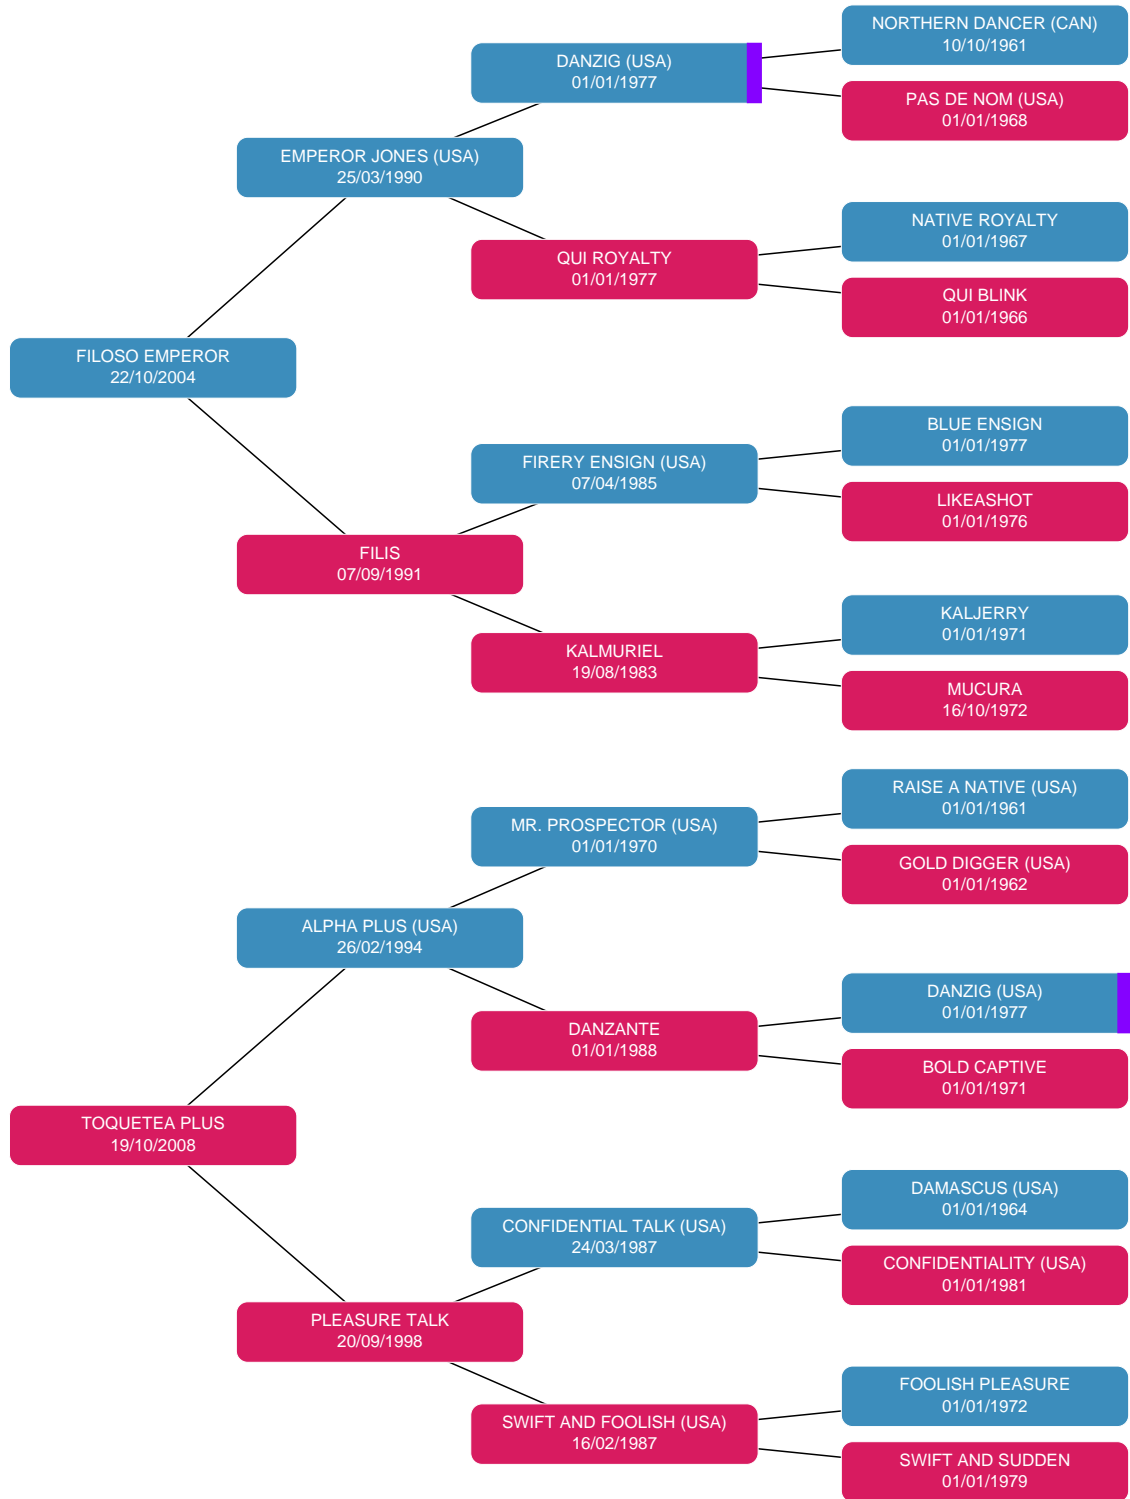 NORTHERN DANCER (CAN)
10/10/1961
DANZIG (USA)
01/01/1977
PAS DE NOM (USA)
01/01/1968
EMPEROR JONES (USA)
25/03/1990
NATIVE ROYALTY
01/01/1967
QUI ROYALTY
01/01/1977
QUI BLINK
01/01/1966
FILOSO EMPEROR
22/10/2004
BLUE ENSIGN
01/01/1977
FIRERY ENSIGN (USA)
07/04/1985
LIKEASHOT
01/01/1976
FILIS
07/09/1991
KALJERRY
01/01/1971
KALMURIEL
19/08/1983
MUCURA
16/10/1972
RAISE A NATIVE (USA)
01/01/1961
MR. PROSPECTOR (USA)
01/01/1970
GOLD DIGGER (USA)
01/01/1962
ALPHA PLUS (USA)
26/02/1994
DANZIG (USA)
01/01/1977
DANZANTE
01/01/1988
BOLD CAPTIVE
01/01/1971
TOQUETEA PLUS
19/10/2008
DAMASCUS (USA)
01/01/1964
CONFIDENTIAL TALK (USA)
24/03/1987
CONFIDENTIALITY (USA)
01/01/1981
PLEASURE TALK
20/09/1998
FOOLISH PLEASURE
01/01/1972
SWIFT AND FOOLISH (USA)
16/02/1987
SWIFT AND SUDDEN
01/01/1979